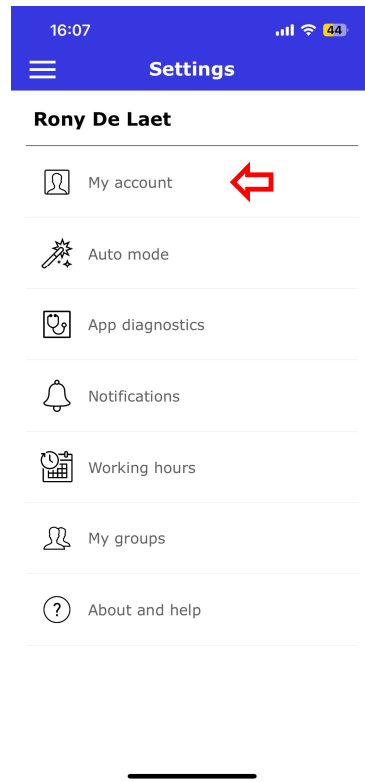 16:07
44
Settings
Rony De Laet
My account
Auto mode
App diagnostics
Notifications
Working hours
My groups
?
About and help